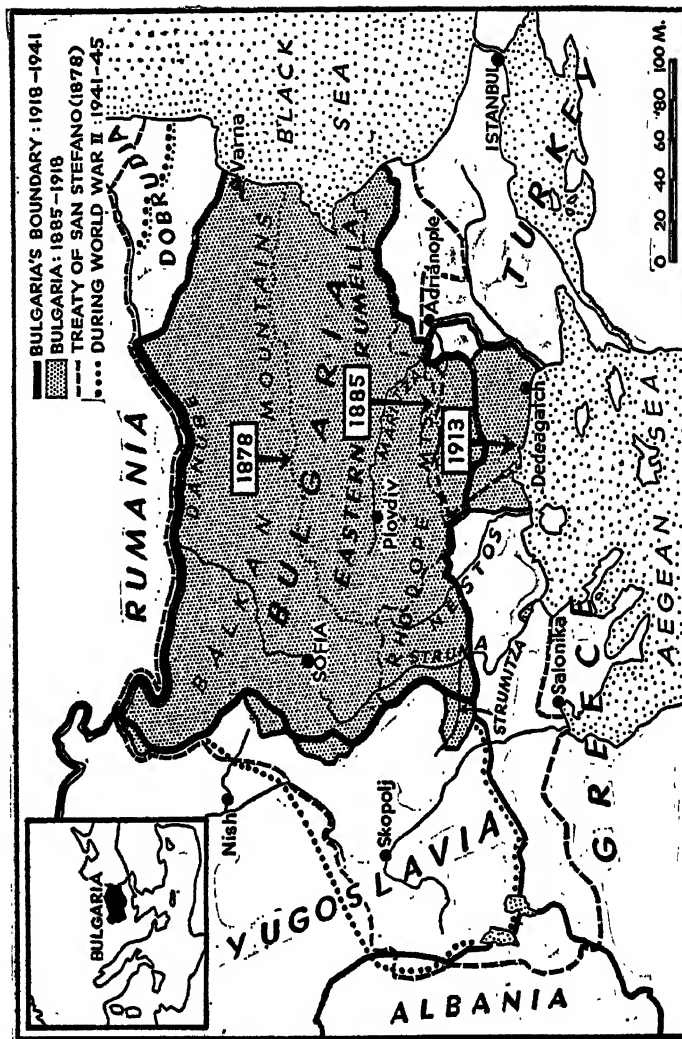 BULGARIA'S BOUNDARY : 1918-1941
BULGARIA : 1885-1918
TREATY OF SAN STEFANO (1878)
DURING WORLD WAR II : 1941-45
BULGARIA
RUMANIA
DOBRUDJA
DANUBE
Varna
BLACK
SEA
Nish
BALKAN MOUNTAINS
1878
BULGARIA
SOFIA
EASTERN RUMELIA
1885
Plovdiv
RHODOPE MTS
1913
YUGOSLAVIA
Skopolj
STRUMA
NESTOS
STRUMITZA
Adrianople
ISTANBUL
TURKEY
Dedeagatch
Salonika
ALBANIA
GREECE
AEGEAN SEA
0 20 40 60 80 100 M.